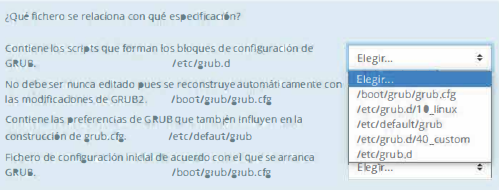 ¿Qué fichero se relaciona con qué especificación?
Contiene los scripts que forman los bloques de configuración de
GRUB. /etc/grub.d
Elegir...
No debe ser nunca editado pues se reconstruye automáticamente con
las modificaciones de GRUB2. /boot/grub/grub.cfg
Contiene las preferencias de GRUB que también influyen en la
construcción de grub.cfg. /etc/defaut/grub
Fichero de configuración inicial de acuerdo con el que se arranca
GRUB. /boot/grub/grub.cfg
Elegir...
/boot/grub/grub.cfg
/etc/grub.d/10_linux
/etc/default/grub
/etc/grub.d/40_custom
/etc/grub.d
Elegir...